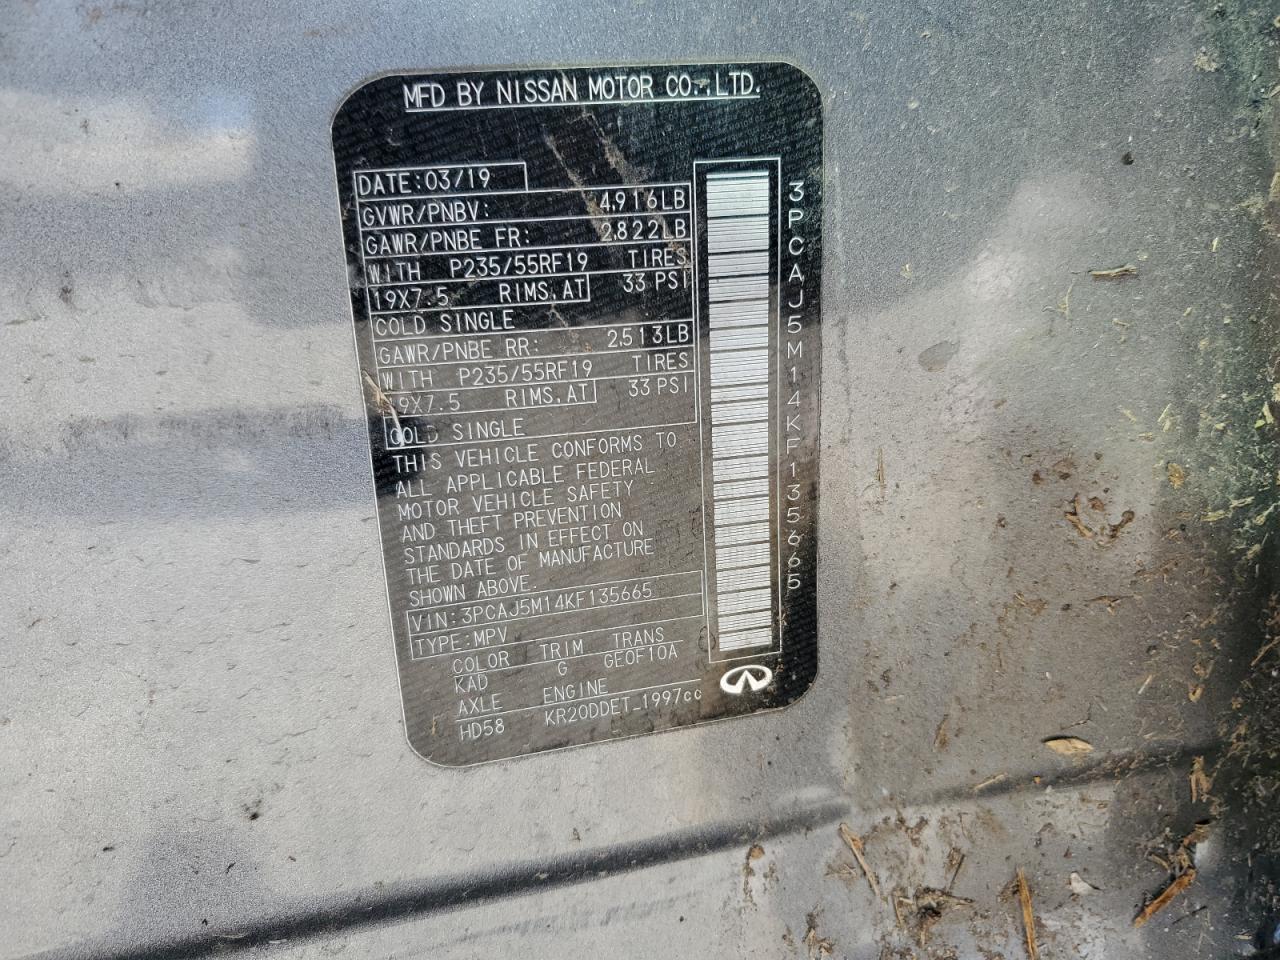 MFD BY NISSAN MOTOR CO.,LTD.
DATE:03/19
GVWR/PNBV: 4,916LB
GAWR/PNBE FR: 2,822LB
WITH P235/55RF19 TIRES
19X7.5 RIMS,AT 33 PSI
COLD SINGLE
GAWR/PNBE RR: 2,513LB
WITH P235/55RF19 TIRES
19X7.5 RIMS,AT 33 PSI
COLD SINGLE
THIS VEHICLE CONFORMS TO
ALL APPLICABLE FEDERAL
MOTOR VEHICLE SAFETY
AND THEFT PREVENTION
STANDARDS IN EFFECT ON
THE DATE OF MANUFACTURE
SHOWN ABOVE.
VIN:3PCAJ5M14KF135665
TYPE:MPV
COLOR TRIM TRANS
KAD G GE0F10A
AXLE ENGINE
HD58 KR20DDET_1997cc
3PCAJ5M14KF135665